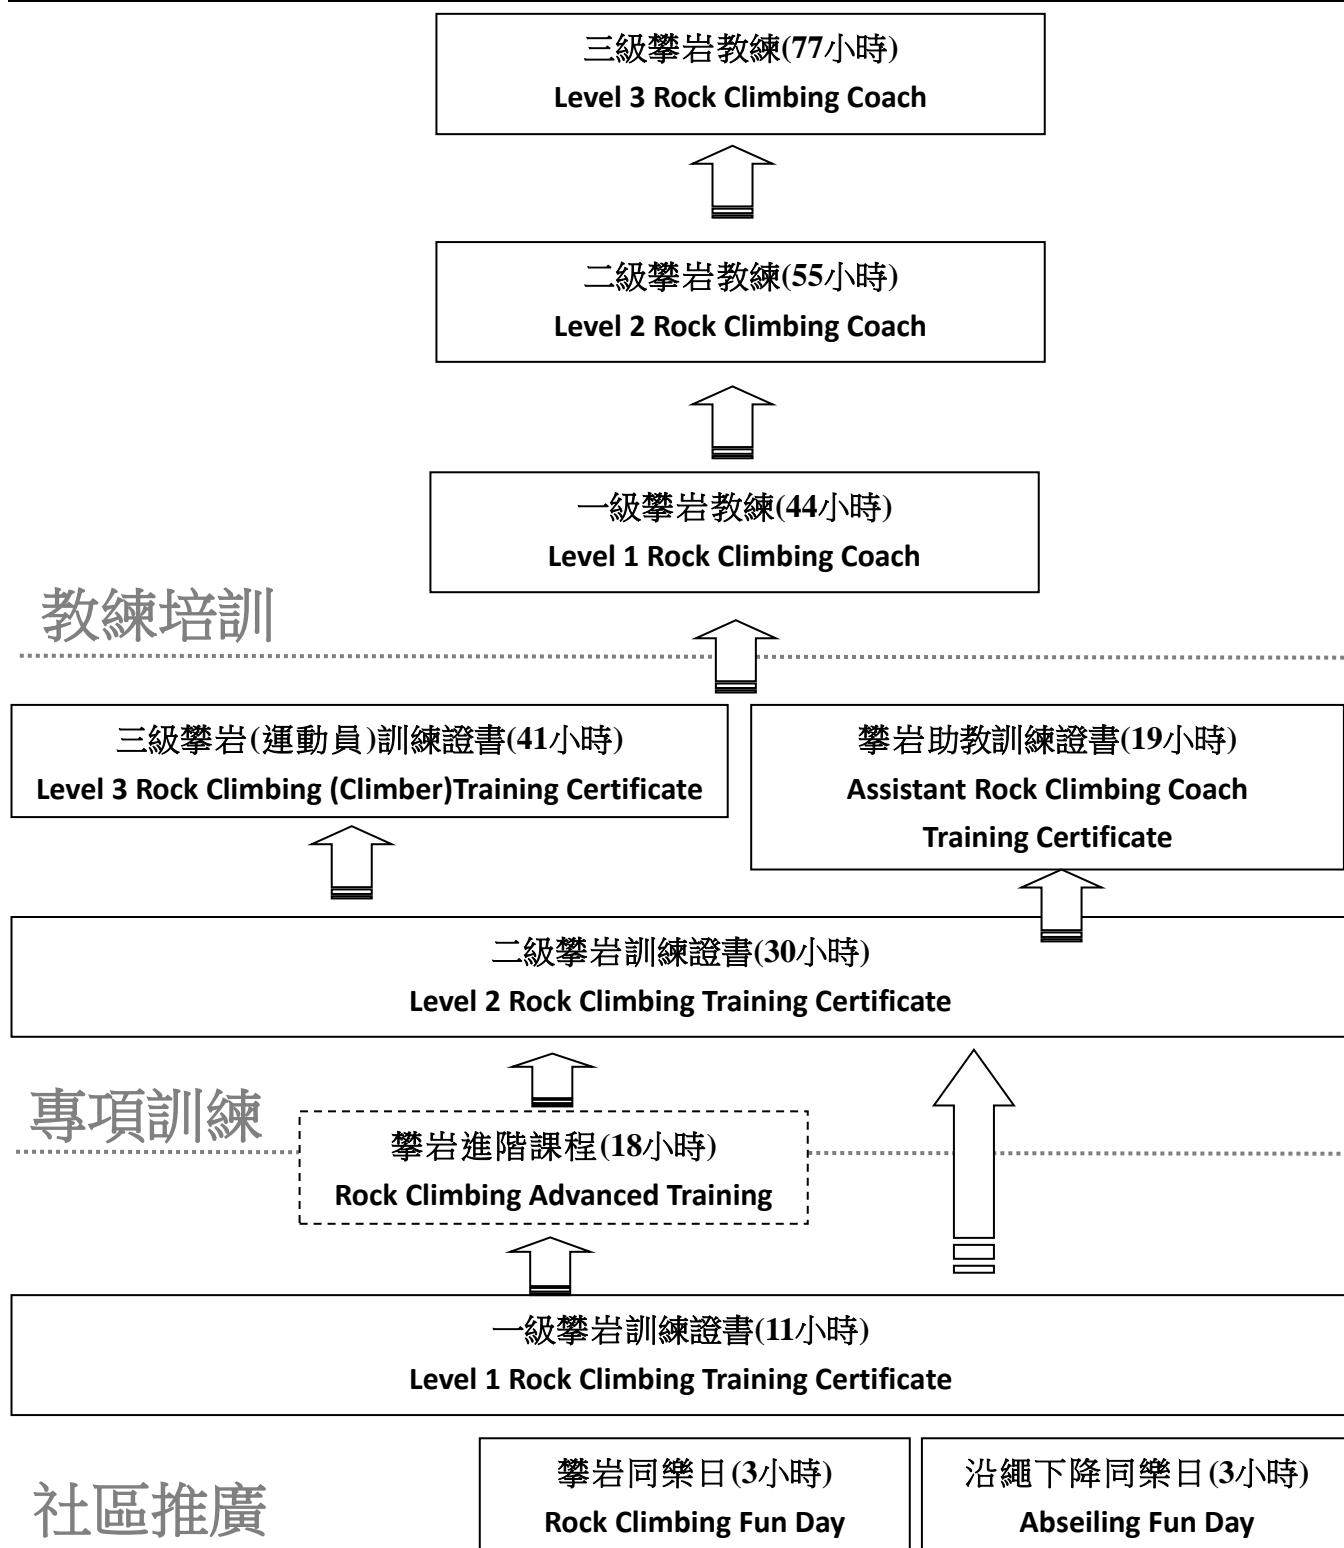 三級攀岩教練(77小時)
Level 3 Rock Climbing Coach
二級攀岩教練(55小時)
Level 2 Rock Climbing Coach
一級攀岩教練(44小時)
Level 1 Rock Climbing Coach
教練培訓
三級攀岩(運動員)訓練證書(41小時)
Level 3 Rock Climbing (Climber)Training Certificate
攀岩助教訓練證書(19小時)
Assistant Rock Climbing Coach
Training Certificate
二級攀岩訓練證書(30小時)
Level 2 Rock Climbing Training Certificate
專項訓練
攀岩進階課程(18小時)
Rock Climbing Advanced Training
一級攀岩訓練證書(11小時)
Level 1 Rock Climbing Training Certificate
社區推廣
攀岩同樂日(3小時)
Rock Climbing Fun Day
沿繩下降同樂日(3小時)
Abseiling Fun Day